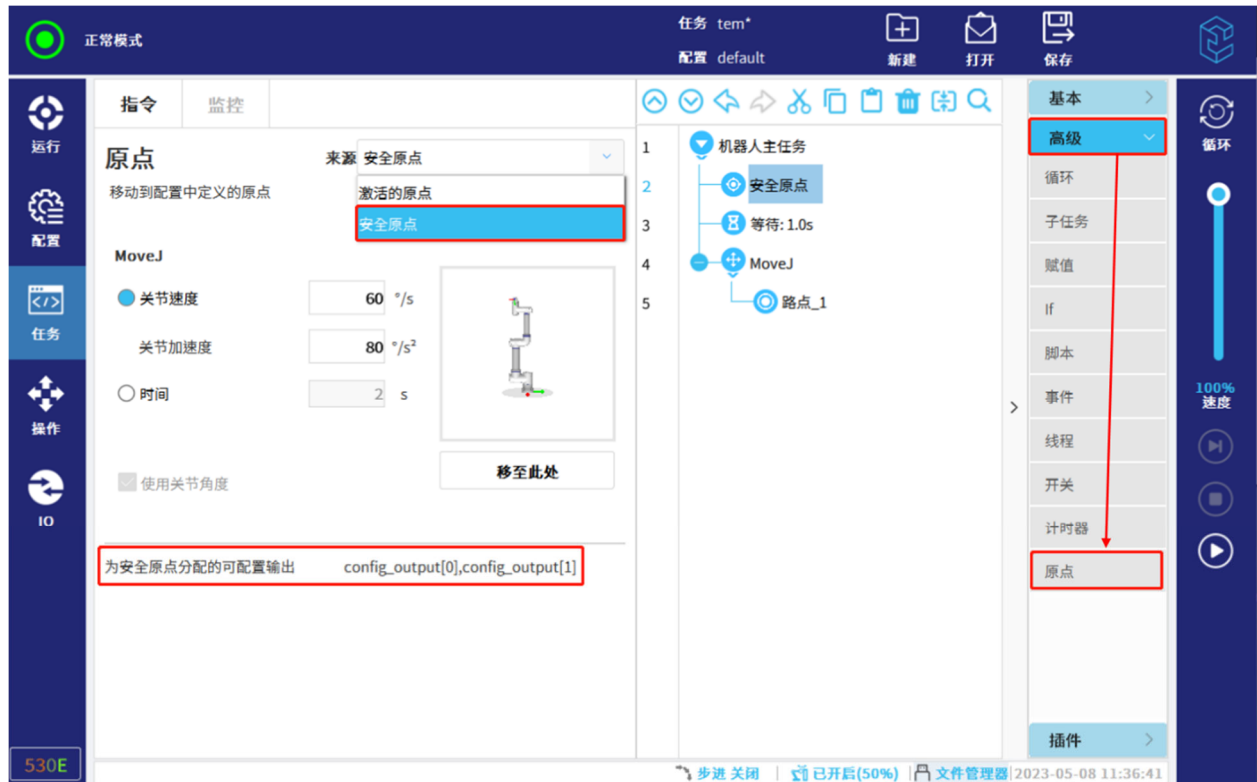 正常模式
任务 tem*
配置 default
新建
打开
保存
运行
配置
任务
操作
IO
530E
指令
监控
原点
来源 安全原点
移动到配置中定义的原点
激活的原点
安全原点
MoveJ
关节速度 60 °/s
关节加速度 80 °/s²
时间 2 s
使用关节角度
移至此处
为安全原点分配的可配置输出 config_output[0],config_output[1]
1 机器人主任务
2 安全原点
3 等待: 1.0s
4 MoveJ
5 路点_1
基本
高级
循环
子任务
赋值
If
脚本
事件
线程
开关
计时器
原点
插件
循环
100%
速度
步进 关闭 已开启(50%) 文件管理器 2023-05-08 11:36:41